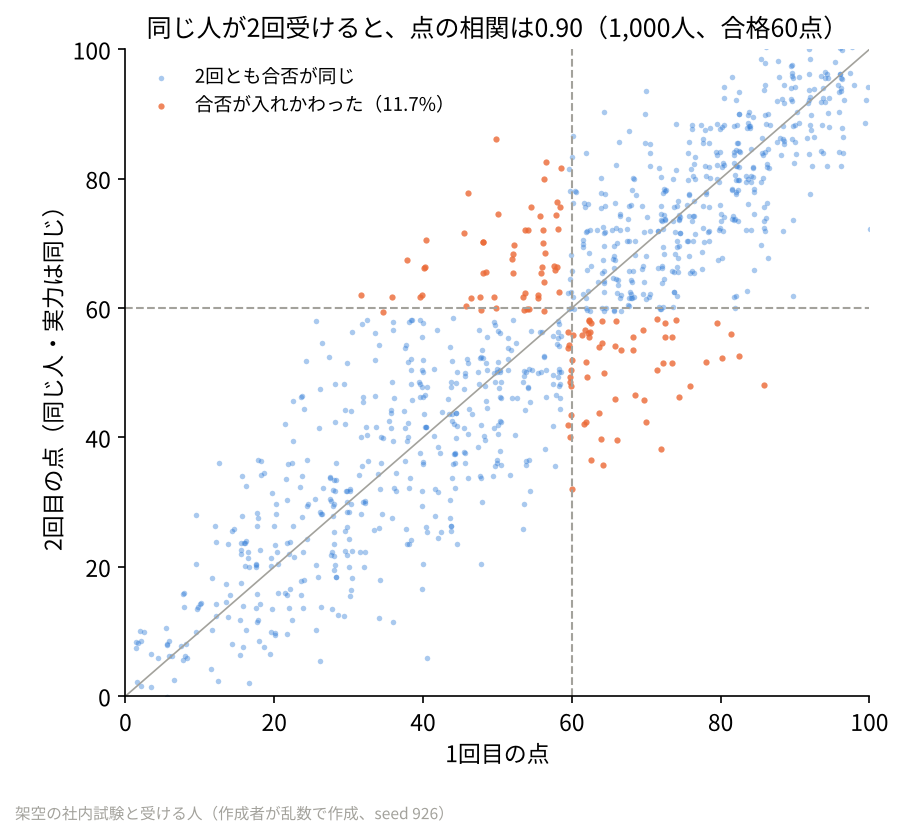 同じ人が2回受けると、点の相関は0.90（1,000人、合格60点）
2回とも合否が同じ
合否が入れかわった（11.7%）
2回目の点（同じ人・実力は同じ）
100
80
60
40
20
0
0 20 40 60 80 100
1回目の点
架空の社内試験と受ける人（作成者が乱数で作成、seed 926）